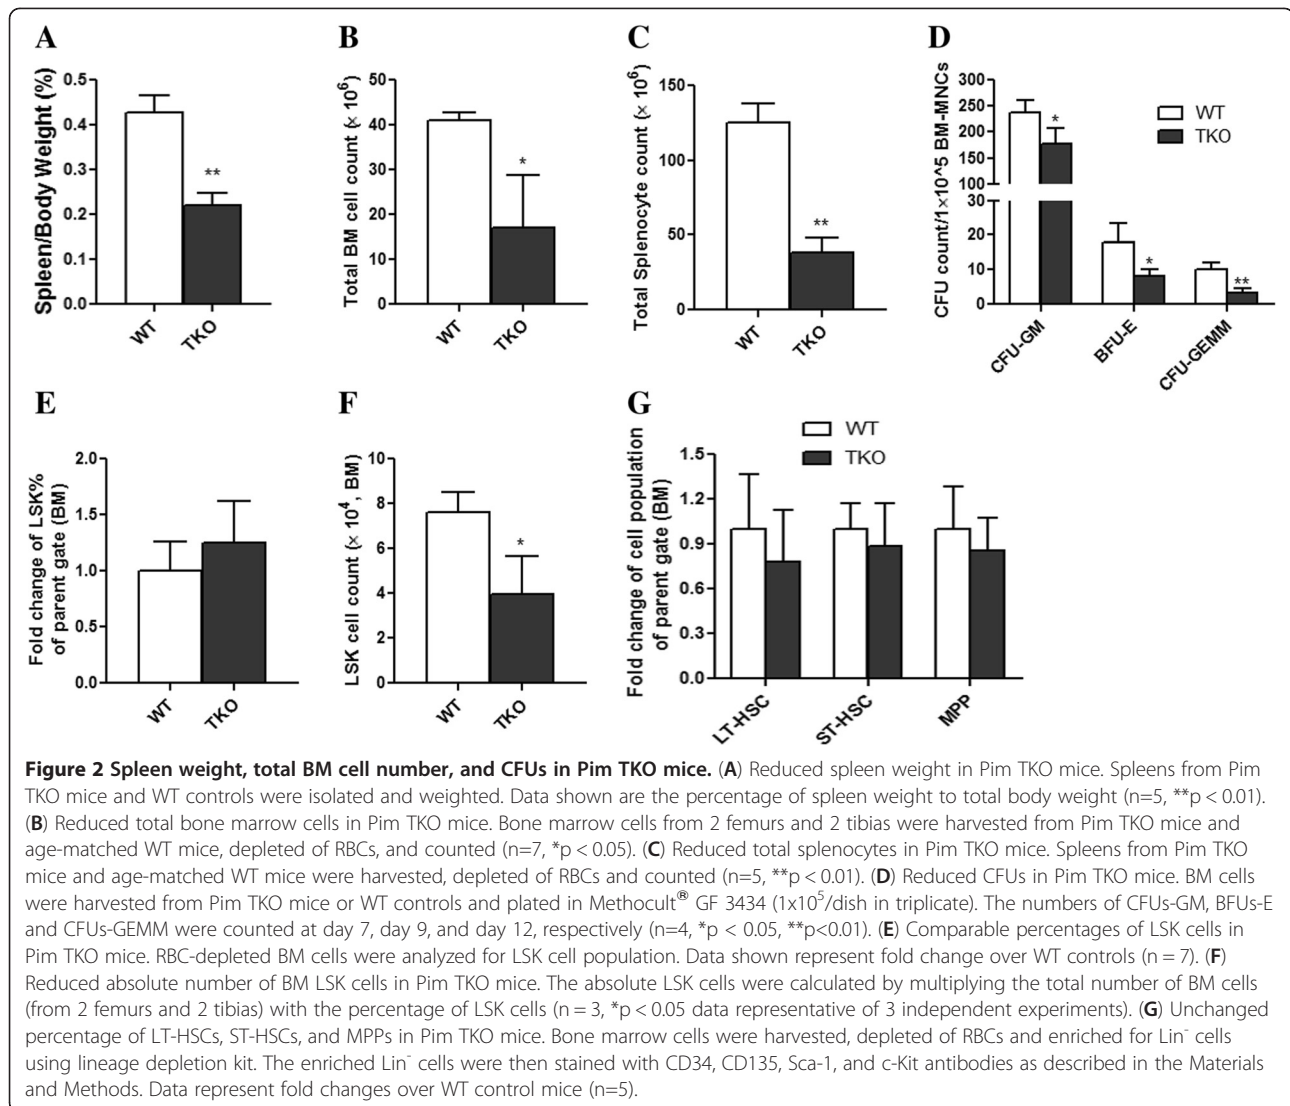 A
Spleen/Body Weight (%)
0.5
0.4
0.3
0.2
0.1
0.0
**
WT
TKO
B
Total BM cell count (× 10⁶)
50
40
30
20
10
0
*
WT
TKO
C
Total Splenocyte count (× 10⁶)
150
100
50
0
**
WT
TKO
D
CFU count/1×10^5 BM-MNCs
300
250
200
150
100
30
20
10
0
*
*
**
WT
TKO
CFU-GM
BFU-E
CFU-GEMM
E
Fold change of LSK%
of parent gate (BM)
2.0
1.5
1.0
0.5
0.0
WT
TKO
F
LSK cell count (× 10⁴, BM)
10
8
6
4
2
0
*
WT
TKO
G
Fold change of cell population
of parent gate (BM)
1.5
1.2
0.9
0.6
0.3
0.0
WT
TKO
LT-HSC
ST-HSC
MPP
Figure 2 Spleen weight, total BM cell number, and CFUs in Pim TKO mice. (A) Reduced spleen weight in Pim TKO mice. Spleens from Pim
TKO mice and WT controls were isolated and weighted. Data shown are the percentage of spleen weight to total body weight (n=5, **p < 0.01).
(B) Reduced total bone marrow cells in Pim TKO mice. Bone marrow cells from 2 femurs and 2 tibias were harvested from Pim TKO mice and
age-matched WT mice, depleted of RBCs, and counted (n=7, *p < 0.05). (C) Reduced total splenocytes in Pim TKO mice. Spleens from Pim TKO
mice and age-matched WT mice were harvested, depleted of RBCs and counted (n=5, **p < 0.01). (D) Reduced CFUs in Pim TKO mice. BM cells
were harvested from Pim TKO mice or WT controls and plated in Methocult® GF 3434 (1x10⁵/dish in triplicate). The numbers of CFUs-GM, BFUs-E
and CFUs-GEMM were counted at day 7, day 9, and day 12, respectively (n=4, *p < 0.05, **p<0.01). (E) Comparable percentages of LSK cells in
Pim TKO mice. RBC-depleted BM cells were analyzed for LSK cell population. Data shown represent fold change over WT controls (n = 7). (F)
Reduced absolute number of BM LSK cells in Pim TKO mice. The absolute LSK cells were calculated by multiplying the total number of BM cells
(from 2 femurs and 2 tibias) with the percentage of LSK cells (n = 3, *p < 0.05 data representative of 3 independent experiments). (G) Unchanged
percentage of LT-HSCs, ST-HSCs, and MPPs in Pim TKO mice. Bone marrow cells were harvested, depleted of RBCs and enriched for Lin⁻ cells
using lineage depletion kit. The enriched Lin⁻ cells were then stained with CD34, CD135, Sca-1, and c-Kit antibodies as described in the Materials
and Methods. Data represent fold changes over WT control mice (n=5).